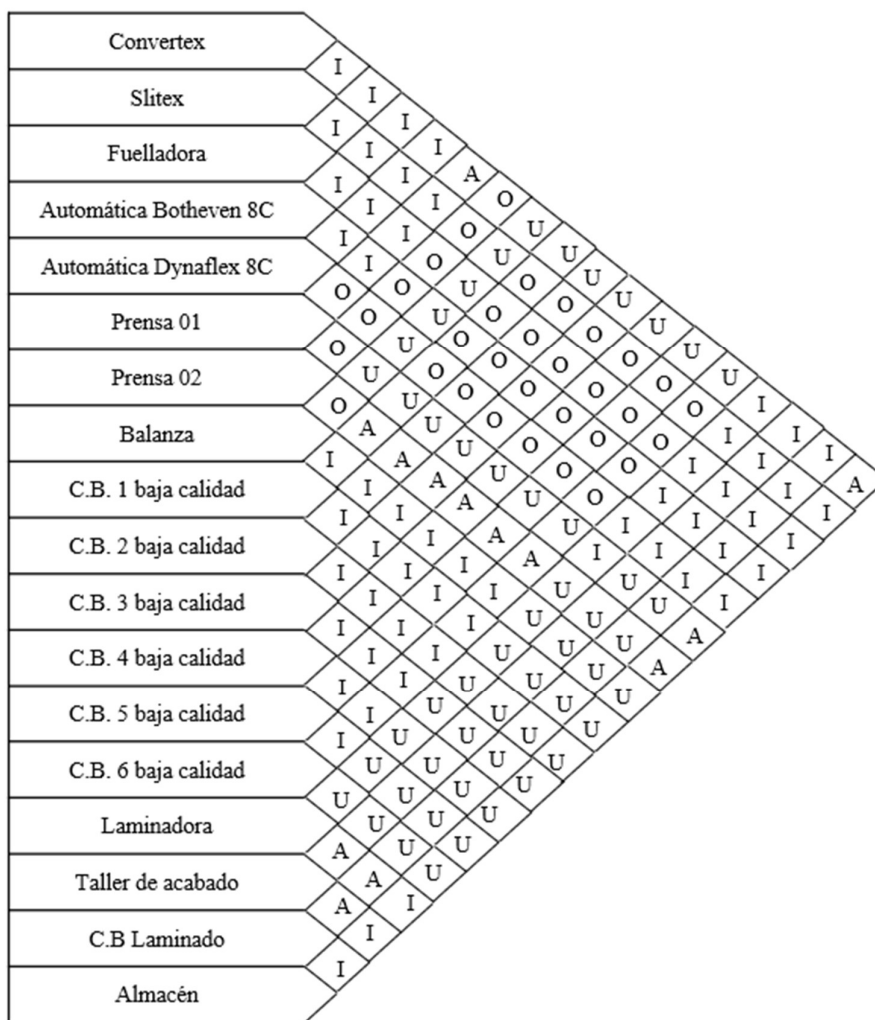 Convertex
I I I I A O U U U U U U U I I I A
Slitex
I I I I O U O O O O O O I I I I
Fuelladora
I I I O U O O O O O O I I I I
Automática Botheven 8C
I I O U O O O O O O I I I I
Automática Dynaflex 8C
O O U O O O O O O I I I I
Prensa 01
O U U U U U U U I U U A
Prensa 02
O A A A A A A U U U A
Balanza
I I I I I I U U U U
C.B. 1 baja calidad
I I I I I U U U U
C.B. 2 baja calidad
I I I I U U U U
C.B. 3 baja calidad
I I I U U U U
C.B. 4 baja calidad
I I U U U U
C.B. 5 baja calidad
I U U U U
C.B. 6 baja calidad
U U U U
Laminadora
A A I
Taller de acabado
A I
C.B Laminado
I
Almacén